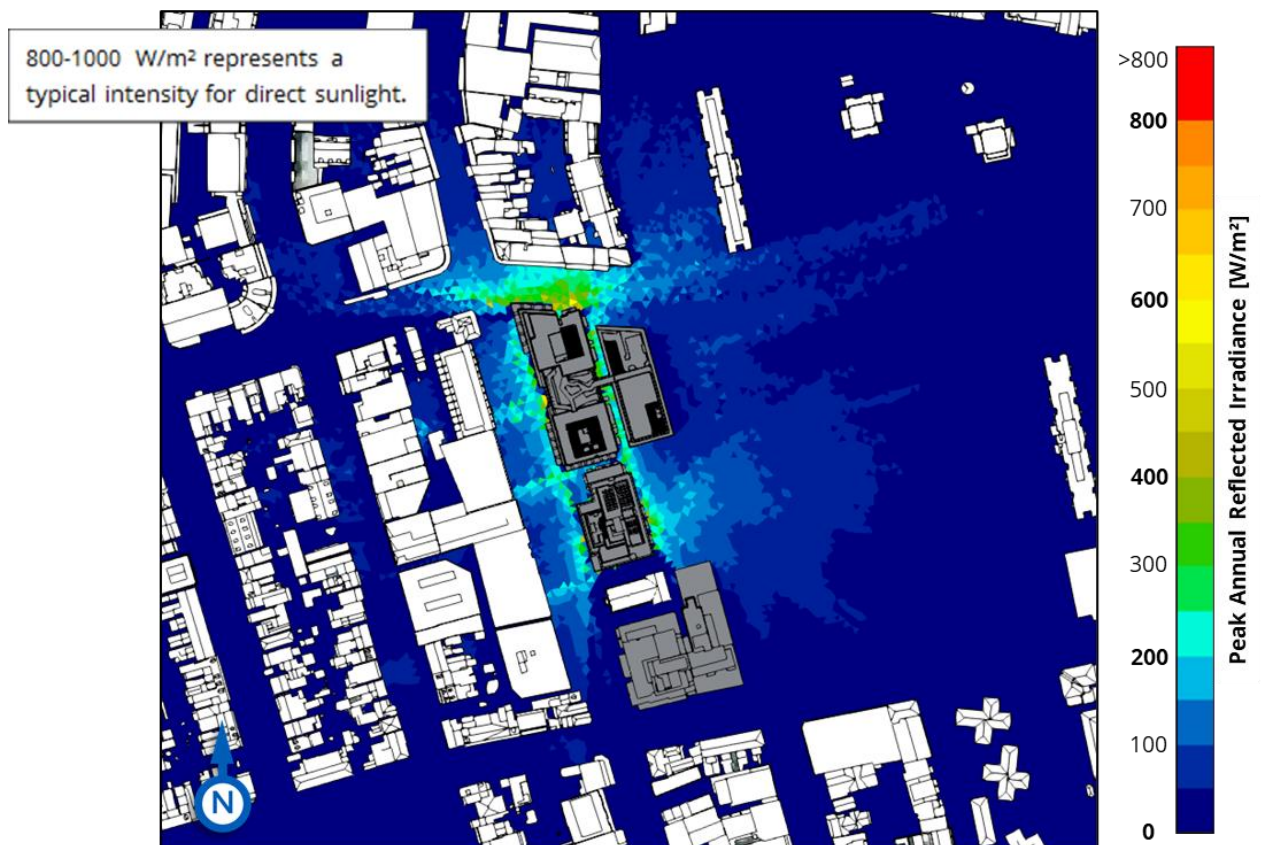 800-1000 W/m² represents a
typical intensity for direct sunlight.
N
>800
800
700
600
500
400
300
200
100
0
Peak Annual Reflected Irradiance [W/m²]